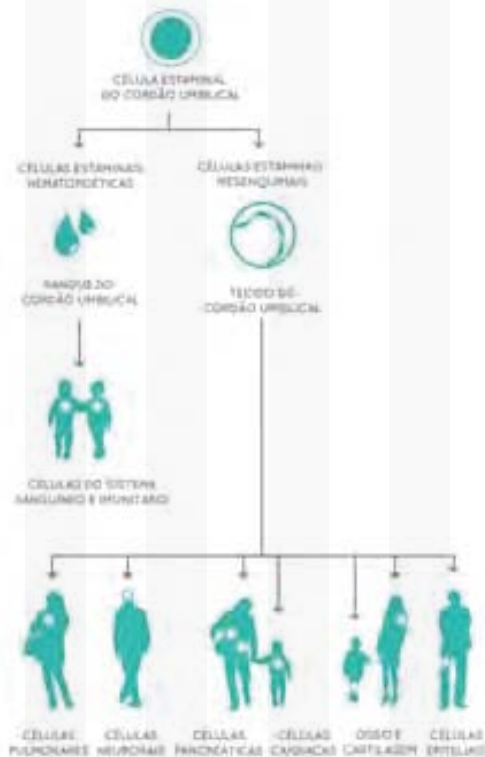 CÉLULA ESTAMINAL
DO CORDÃO UMBILICAL
CÉLULAS ESTAMINAIS
HEMATOPOÉTICAS
CÉLULAS ESTAMINAIS
MESENQUIMAIS
SANGUE DO
CORDÃO UMBILICAL
TECIDO DO
CORDÃO UMBILICAL
CÉLULAS DO SISTEMA
SANGUÍNEO E IMUNITÁRIO
CÉLULAS
PULMONARES
CÉLULAS
NEURONAIS
CÉLULAS
PANCREÁTICAS
CÉLULAS
CARDÍACAS
OSSO E
CARTILAGEM
CÉLULAS
EPITELIAIS